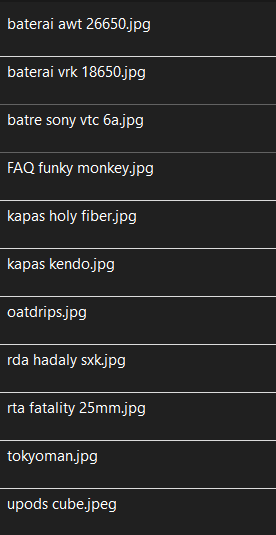 baterai awt 26650.jpg
baterai vrk 18650.jpg
batre sony vtc 6a.jpg
FAQ funky monkey.jpg
kapas holy fiber.jpg
kapas kendo.jpg
oatdrips.jpg
rda hadaly sxk.jpg
rta fatality 25mm.jpg
tokyoman.jpg
upods cube.jpeg